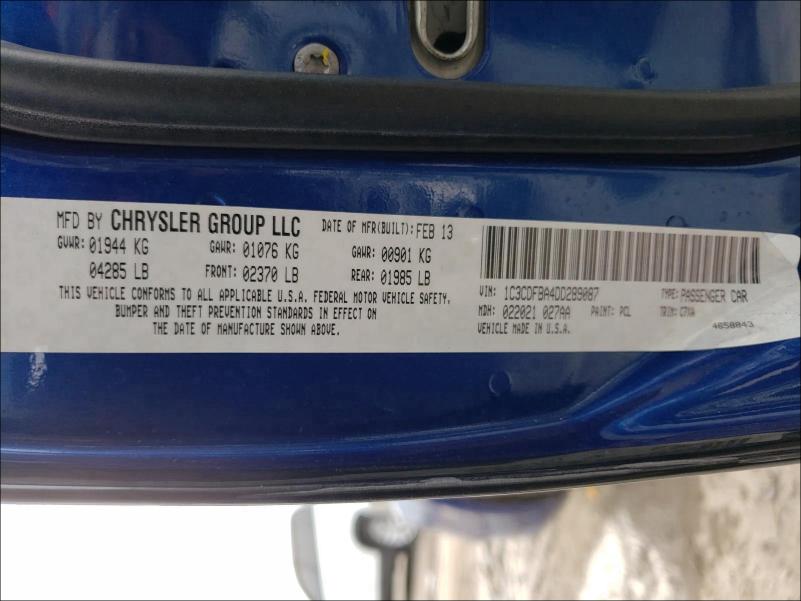 MFD BY CHRYSLER GROUP LLC DATE OF MFR(BUILT): FEB 13
GVWR: 01944 KG GAWR: 01076 KG GAWR: 00901 KG
04285 LB FRONT: 02370 LB REAR: 01985 LB
THIS VEHICLE CONFORMS TO ALL APPLICABLE U.S.A. FEDERAL MOTOR VEHICLE SAFETY,
BUMPER AND THEFT PREVENTION STANDARDS IN EFFECT ON
THE DATE OF MANUFACTURE SHOWN ABOVE.
VIN: 1C3CDFBA4DD289087 TYPE: PASSENGER CAR
MDH: 022021 027AA PAINT: PCL TRIM: C7XA
VEHICLE MADE IN U.S.A. 4658043